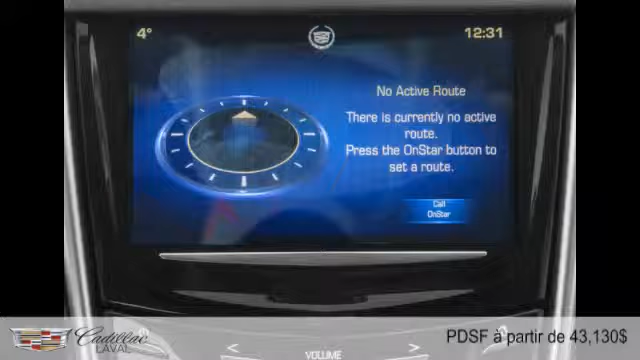 4°
12:31
No Active Route
There is currently no active
route.
Press the OnStar button to
set a route.
Call
OnStar
VOLUME
Cadillac
LAVAL
PDSF à partir de 43,130$